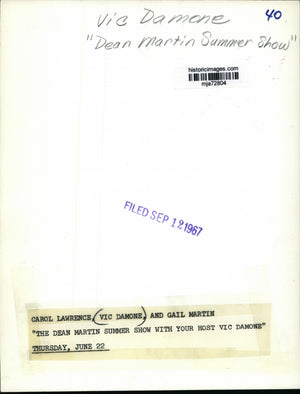 Vic Damone
40
"Dean Martin Summer Show"
historicimages.com
mja72804
FILED SEP 12 1967
CAROL LAWRENCE, VIC DAMONE, AND GAIL MARTIN
"THE DEAN MARTIN SUMMER SHOW WITH YOUR HOST VIC DAMONE"
THURSDAY, JUNE 22